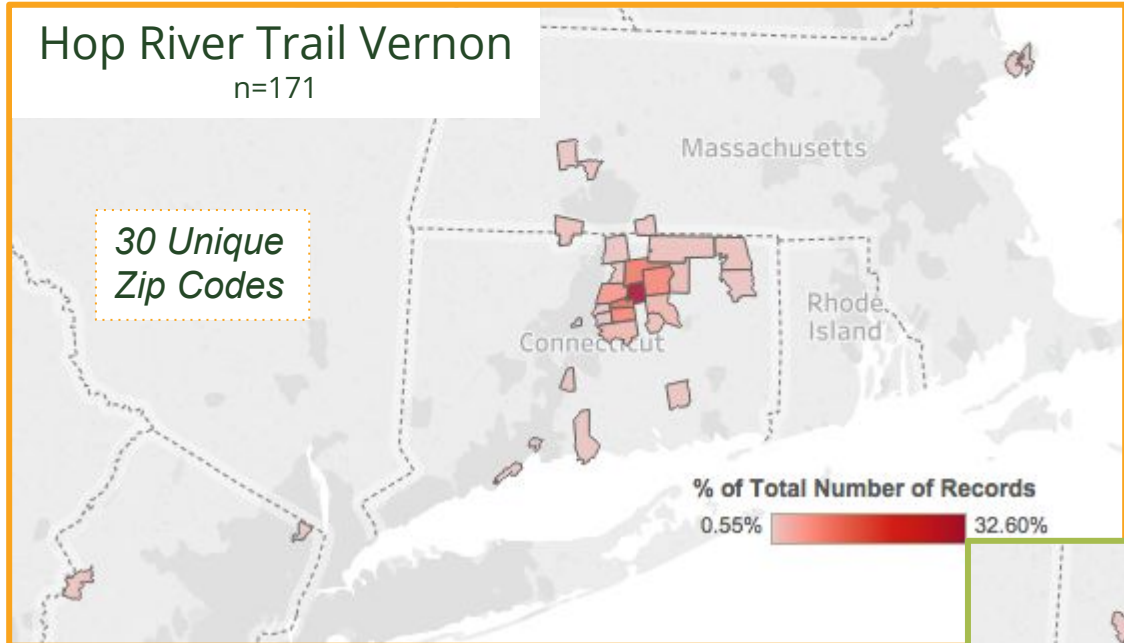 Hop River Trail Vernon
n=171
Massachusetts
30 Unique
Zip Codes
Rhode
Island
Connecticut
% of Total Number of Records
0.55%
32.60%